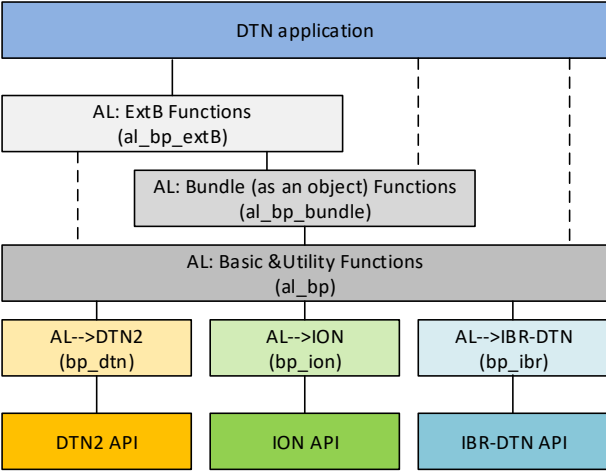 DTN application
AL: ExtB Functions
(al_bp_extB)
AL: Bundle (as an object) Functions
(al_bp_bundle)
AL: Basic &Utility Functions
(al_bp)
AL-->DTN2
(bp_dtn)
AL-->ION
(bp_ion)
AL-->IBR-DTN
(bp_ibr)
DTN2 API
ION API
IBR-DTN API